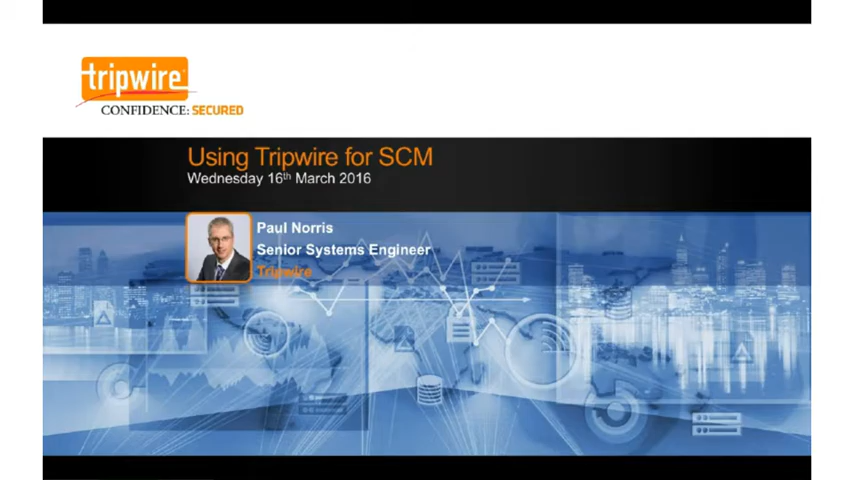 tripwire
CONFIDENCE: SECURED
Using Tripwire for SCM
Wednesday 16th March 2016
Paul Norris
Senior Systems Engineer
Tripwire